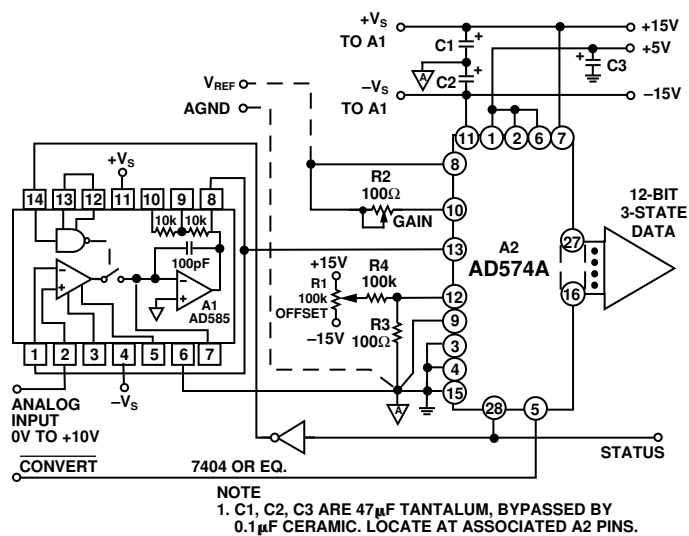 +VS
TO A1
+15V
+5V
C1
+
A
C2
+
+
C3
VREF
AGND
−VS
TO A1
−15V
11
1
2
6
7
+VS
8
R2
100Ω
GAIN
10
14
13
12
11
10
9
8
10k
10k
100pF
A1
AD585
−
+
−
+
1
2
3
4
5
6
7
−VS
13
A2
AD574A
27
16
12-BIT
3-STATE
DATA
+15V
R1
100k
OFFSET
−15V
R4
100k
12
R3
100Ω
9
3
4
15
A
28
5
ANALOG
INPUT
0V TO +10V
CONVERT
7404 OR EQ.
STATUS
NOTE
1. C1, C2, C3 ARE 47µF TANTALUM, BYPASSED BY
0.1µF CERAMIC. LOCATE AT ASSOCIATED A2 PINS.